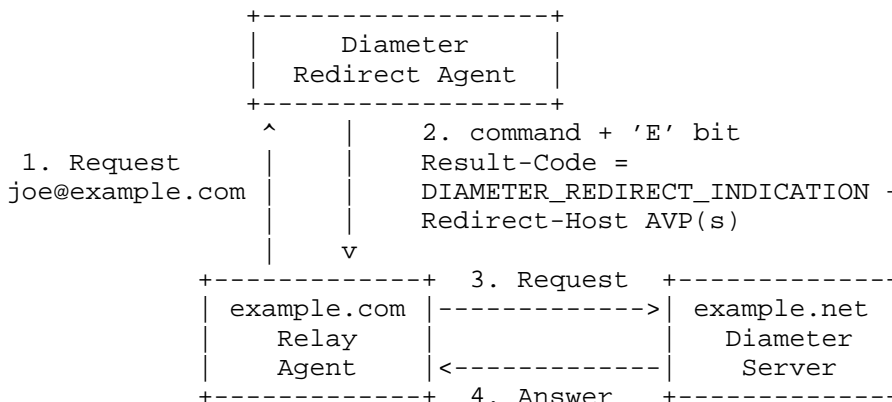 +------------------+
|     Diameter     |
|  Redirect Agent  |
+------------------+
^    |    2. command + 'E' bit
1. Request     |    |    Result-Code =
joe@example.com |    |    DIAMETER_REDIRECT_INDICATION +
|    |    Redirect-Host AVP(s)
|    v
+-------------+  3. Request  +--------------
| example.com |------------->| example.net
|    Relay    |              |  Diameter
|    Agent    |<-------------|   Server
+-------------+  4. Answer   +--------------